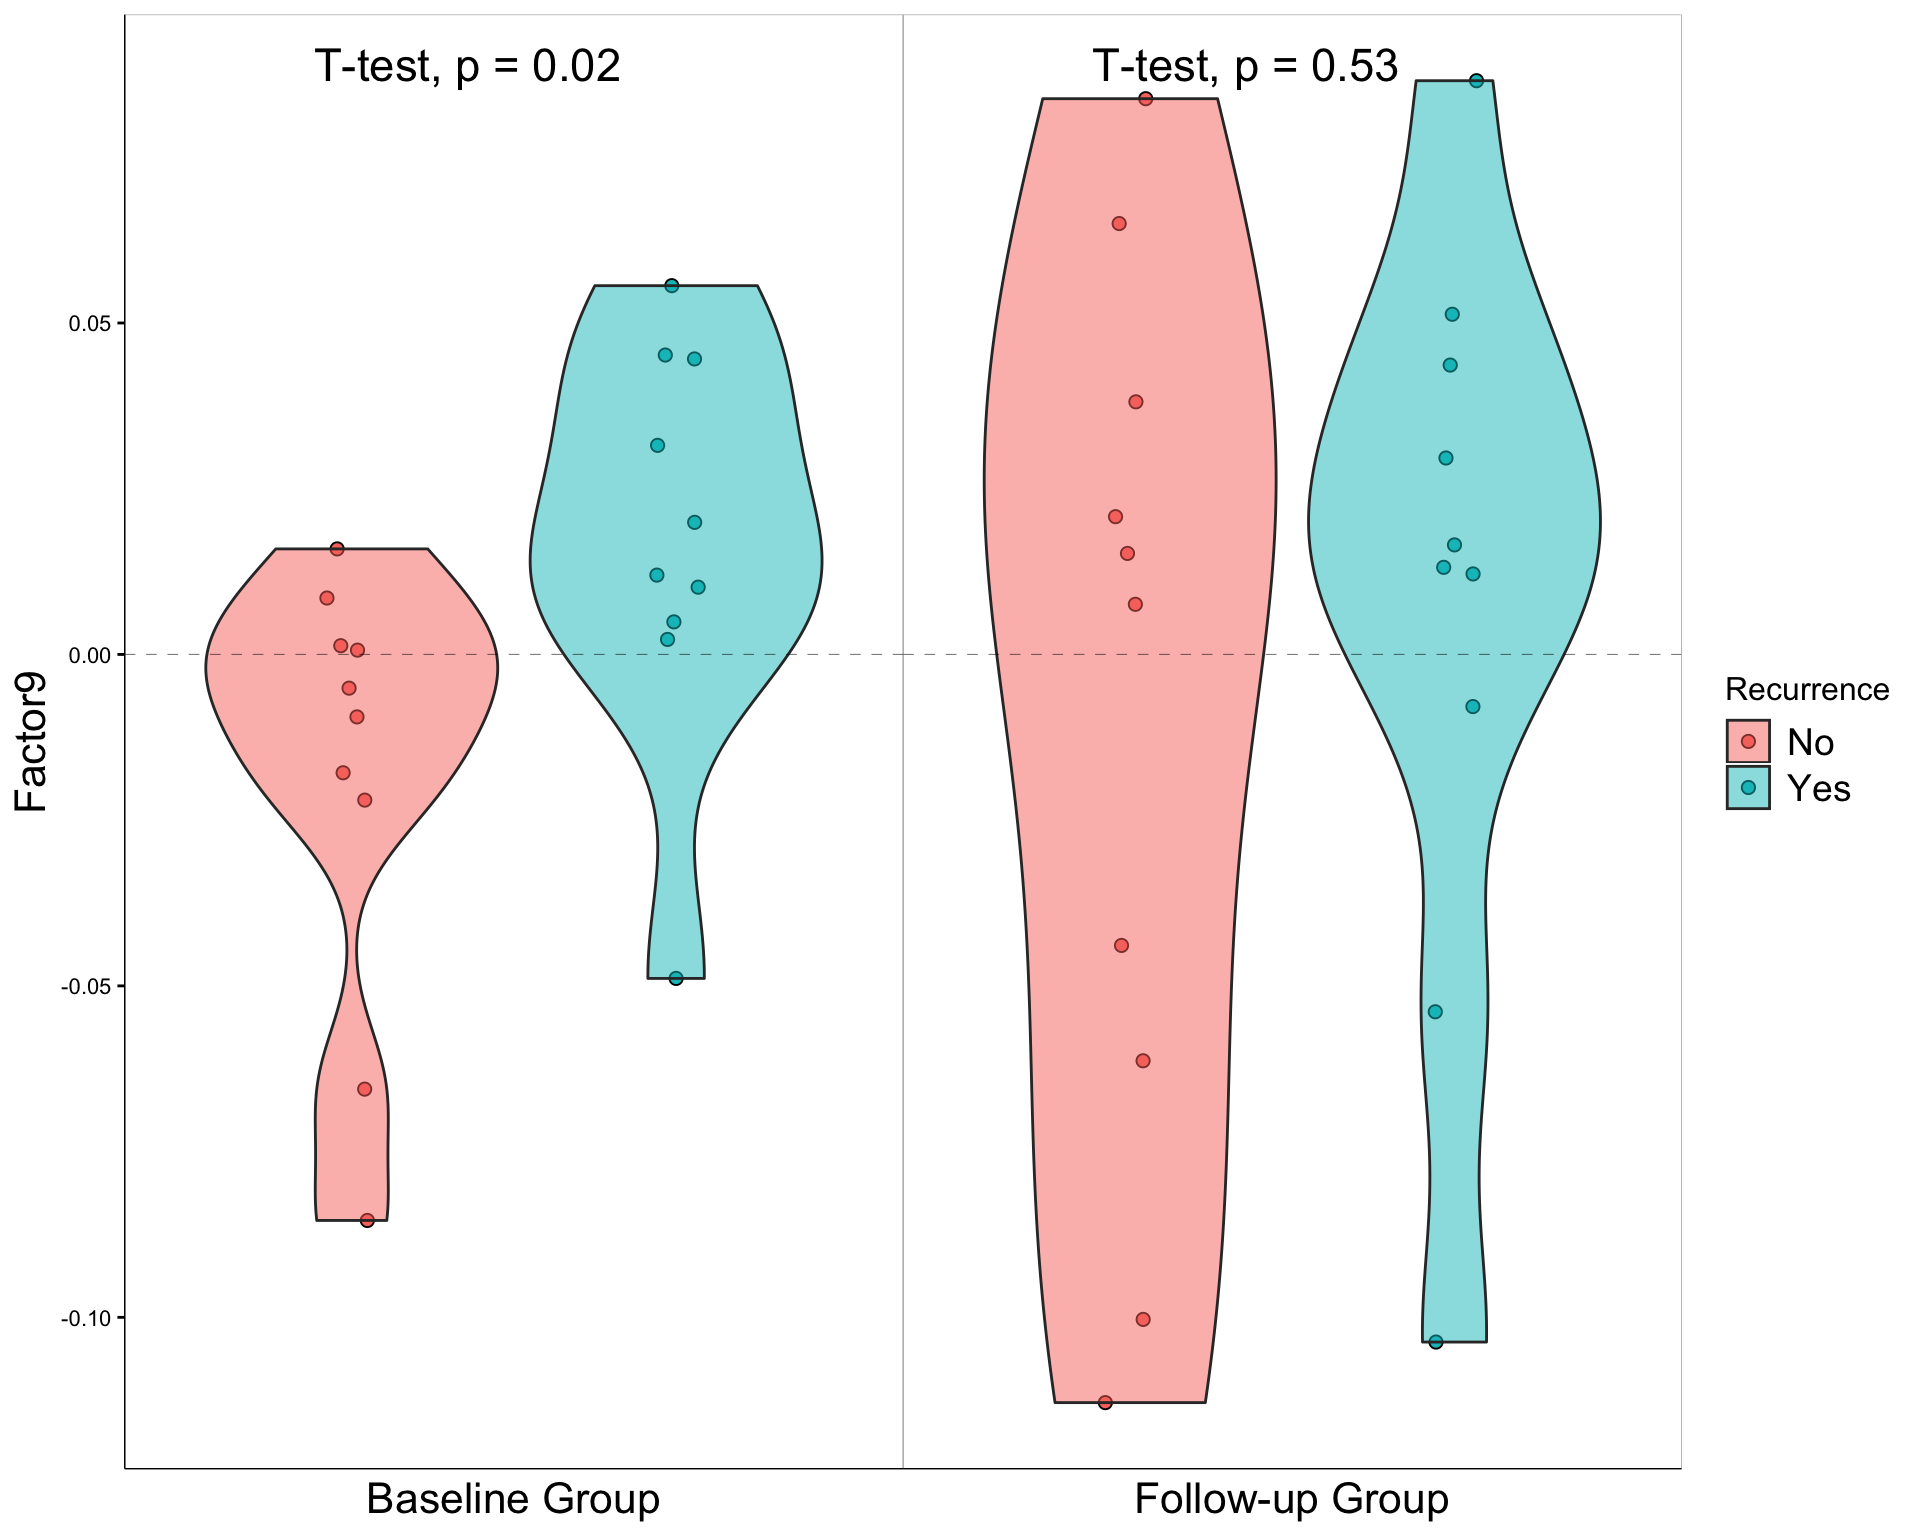 T-test, p = 0.02
T-test, p = 0.53
0.05
0.00
-0.05
-0.10
Factor9
Baseline Group
Follow-up Group
Recurrence
No
Yes